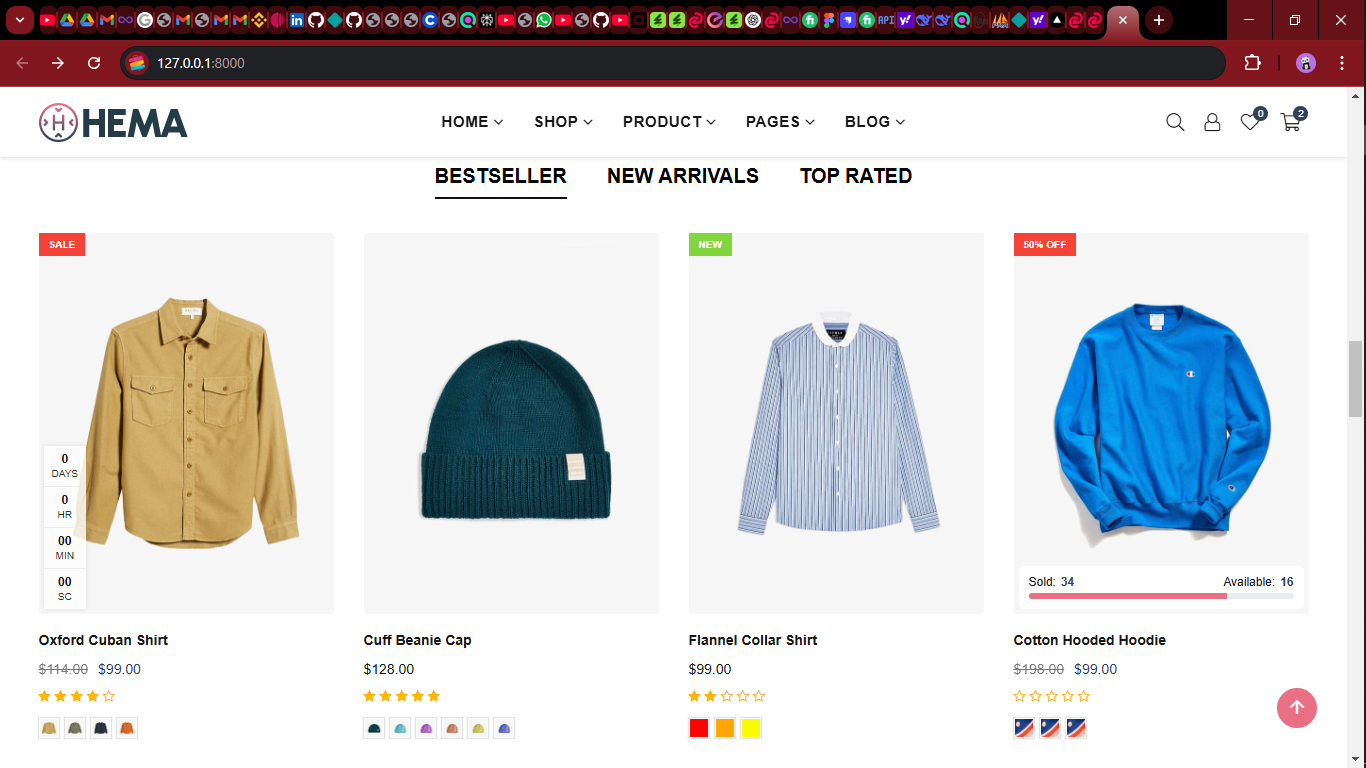 127.0.0.1:8000
HEMA
HOME SHOP PRODUCT PAGES BLOG
0 2
BESTSELLER NEW ARRIVALS TOP RATED
SALE
NEW
50% OFF
0
DAYS
0
HR
00
MIN
00
SC
Sold: 34 Available: 16
Oxford Cuban Shirt
$114.00 $99.00
Cuff Beanie Cap
$128.00
Flannel Collar Shirt
$99.00
Cotton Hooded Hoodie
$198.00 $99.00